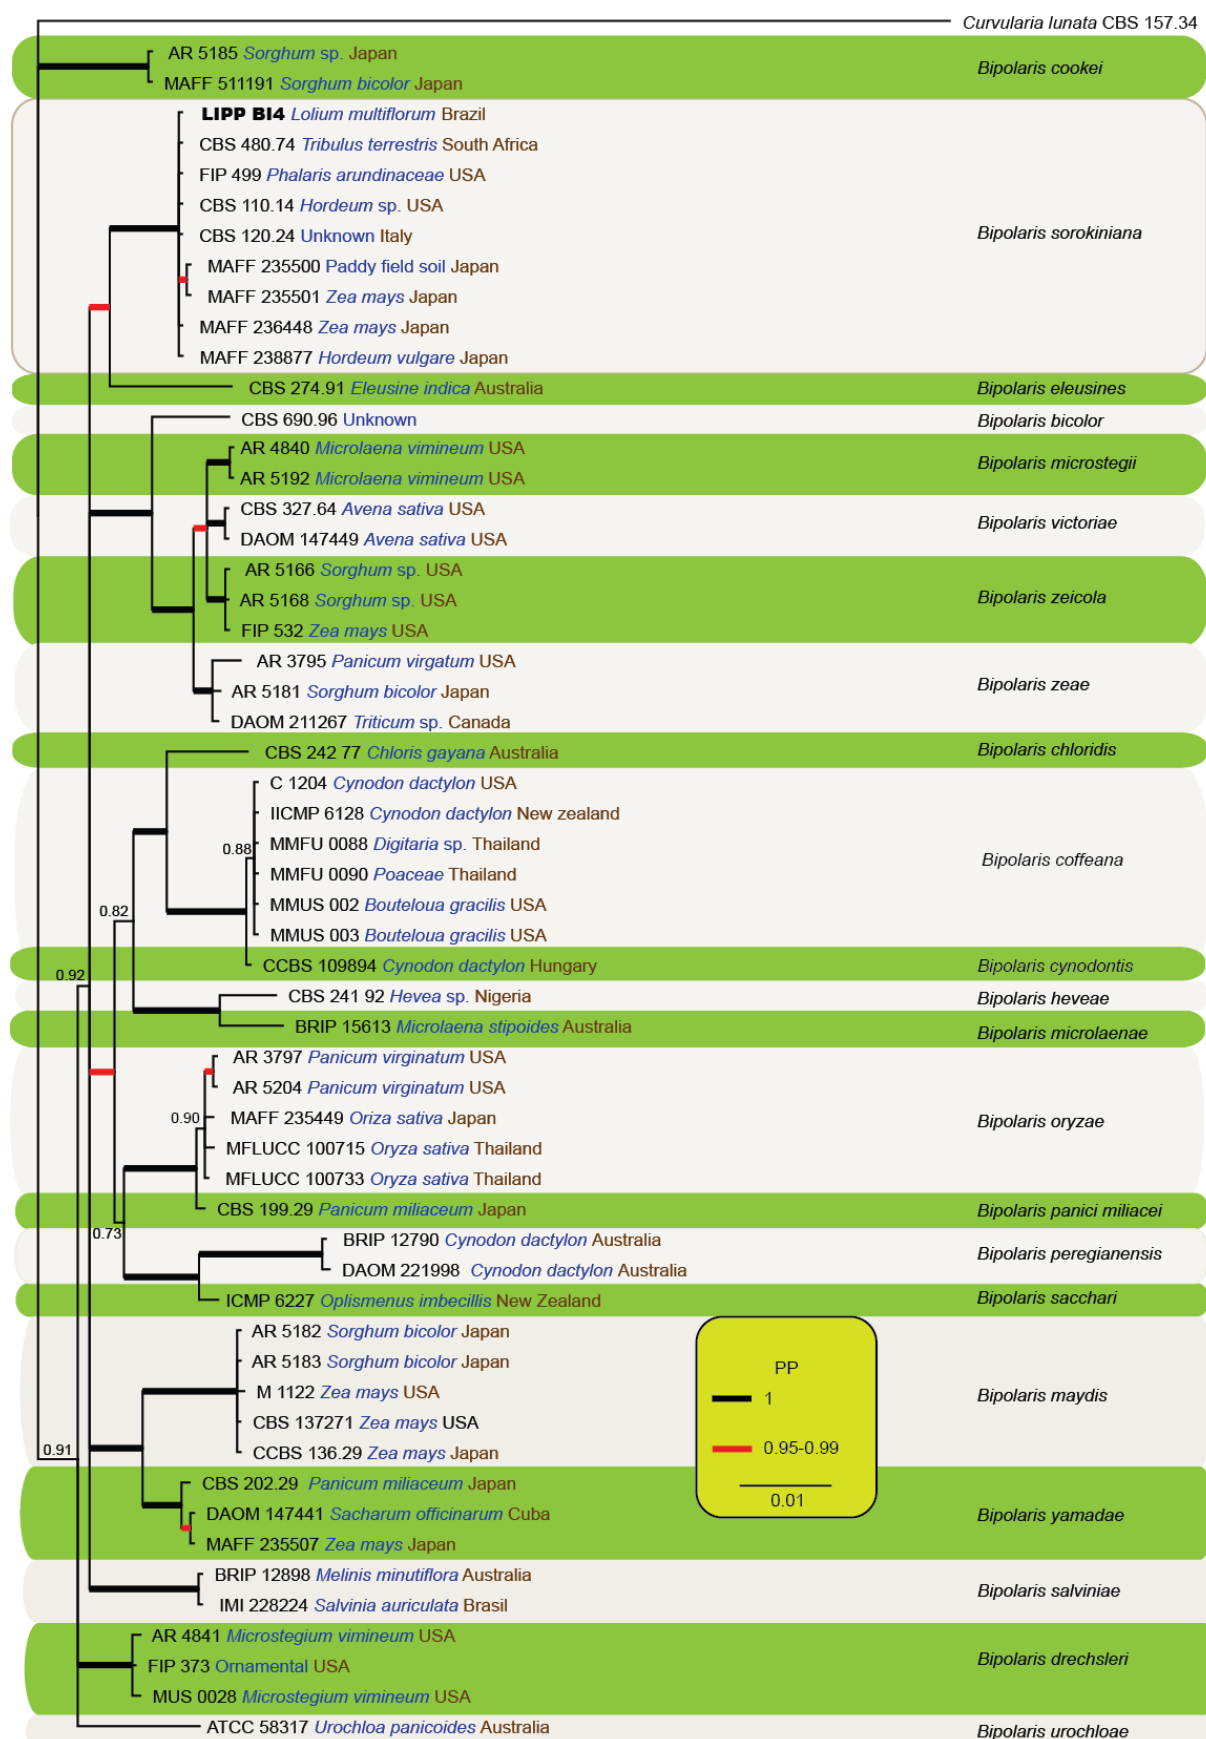 Curvularia lunata CBS 157.34
AR 5185 Sorghum sp. Japan
Bipolaris cookei
MAFF 511191 Sorghum bicolor Japan
LIPP BI4 Lolium multiflorum Brazil
CBS 480.74 Tribulus terrestris South Africa
FIP 499 Phalaris arundinaceae USA
CBS 110.14 Hordeum sp. USA
Bipolaris sorokiniana
CBS 120.24 Unknown Italy
MAFF 235500 Paddy field soil Japan
MAFF 235501 Zea mays Japan
MAFF 236448 Zea mays Japan
MAFF 238877 Hordeum vulgare Japan
CBS 274.91 Eleusine indica Australia
Bipolaris eleusines
CBS 690.96 Unknown
Bipolaris bicolor
AR 4840 Microlaena vimineum USA
Bipolaris microstegii
AR 5192 Microlaena vimineum USA
CBS 327.64 Avena sativa USA
Bipolaris victoriae
DAOM 147449 Avena sativa USA
AR 5166 Sorghum sp. USA
Bipolaris zeicola
AR 5168 Sorghum sp. USA
FIP 532 Zea mays USA
AR 3795 Panicum virgatum USA
Bipolaris zeae
AR 5181 Sorghum bicolor Japan
DAOM 211267 Triticum sp. Canada
CBS 242 77 Chloris gayana Australia
Bipolaris chloridis
C 1204 Cynodon dactylon USA
IICMP 6128 Cynodon dactylon New zealand
MMFU 0088 Digitaria sp. Thailand
0.88
Bipolaris coffeana
MMFU 0090 Poaceae Thailand
MMUS 002 Bouteloua gracilis USA
0.82
MMUS 003 Bouteloua gracilis USA
CCBS 109894 Cynodon dactylon Hungary
Bipolaris cynodontis
0.92
CBS 241 92 Hevea sp. Nigeria
Bipolaris heveae
BRIP 15613 Microlaena stipoides Australia
Bipolaris microlaenae
AR 3797 Panicum virginatum USA
AR 5204 Panicum virginatum USA
0.90
MAFF 235449 Oriza sativa Japan
Bipolaris oryzae
MFLUCC 100715 Oryza sativa Thailand
MFLUCC 100733 Oryza sativa Thailand
CBS 199.29 Panicum miliaceum Japan
Bipolaris panici miliacei
0.73
BRIP 12790 Cynodon dactylon Australia
Bipolaris peregianensis
DAOM 221998 Cynodon dactylon Australia
ICMP 6227 Oplismenus imbecillis New Zealand
Bipolaris sacchari
AR 5182 Sorghum bicolor Japan
AR 5183 Sorghum bicolor Japan
PP
M 1122 Zea mays USA
1
Bipolaris maydis
CBS 137271 Zea mays USA
0.91
CCBS 136.29 Zea mays Japan
0.95-0.99
CBS 202.29 Panicum miliaceum Japan
0.01
DAOM 147441 Sacharum officinarum Cuba
Bipolaris yamadae
MAFF 235507 Zea mays Japan
BRIP 12898 Melinis minutiflora Australia
Bipolaris salviniae
IMI 228224 Salvinia auriculata Brasil
AR 4841 Microstegium vimineum USA
Bipolaris drechsleri
FIP 373 Ornamental USA
MUS 0028 Microstegium vimineum USA
ATCC 58317 Urochloa panicoides Australia
Bipolaris urochloae